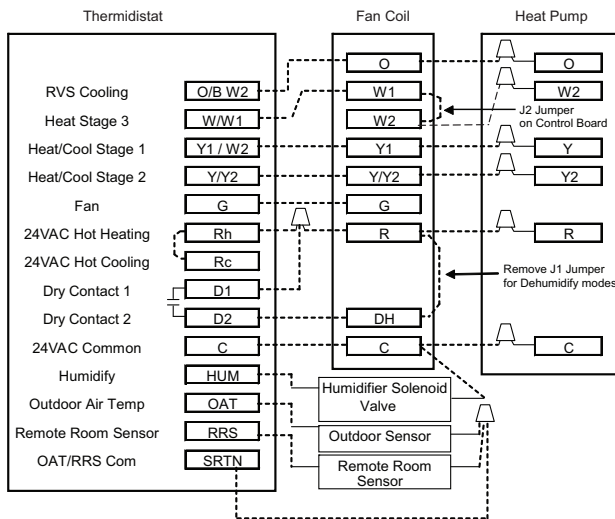 Thermidistat Fan Coil Heat Pump
O O
RVS Cooling O/B W2 W1 W2
J2 Jumper
on Control Board
Heat Stage 3 W/W1 W2
Heat/Cool Stage 1 Y1 / W2 Y1 Y
Heat/Cool Stage 2 Y/Y2 Y/Y2 Y2
Fan G G
24VAC Hot Heating Rh R R
24VAC Hot Cooling Rc
Remove J1 Jumper
for Dehumidify modes
Dry Contact 1 D1
Dry Contact 2 D2 DH
24VAC Common C C C
Humidify HUM
Humidifier Solenoid
Valve
Outdoor Air Temp OAT
Outdoor Sensor
Remote Room Sensor RRS
Remote Room
Sensor
OAT/RRS Com SRTN